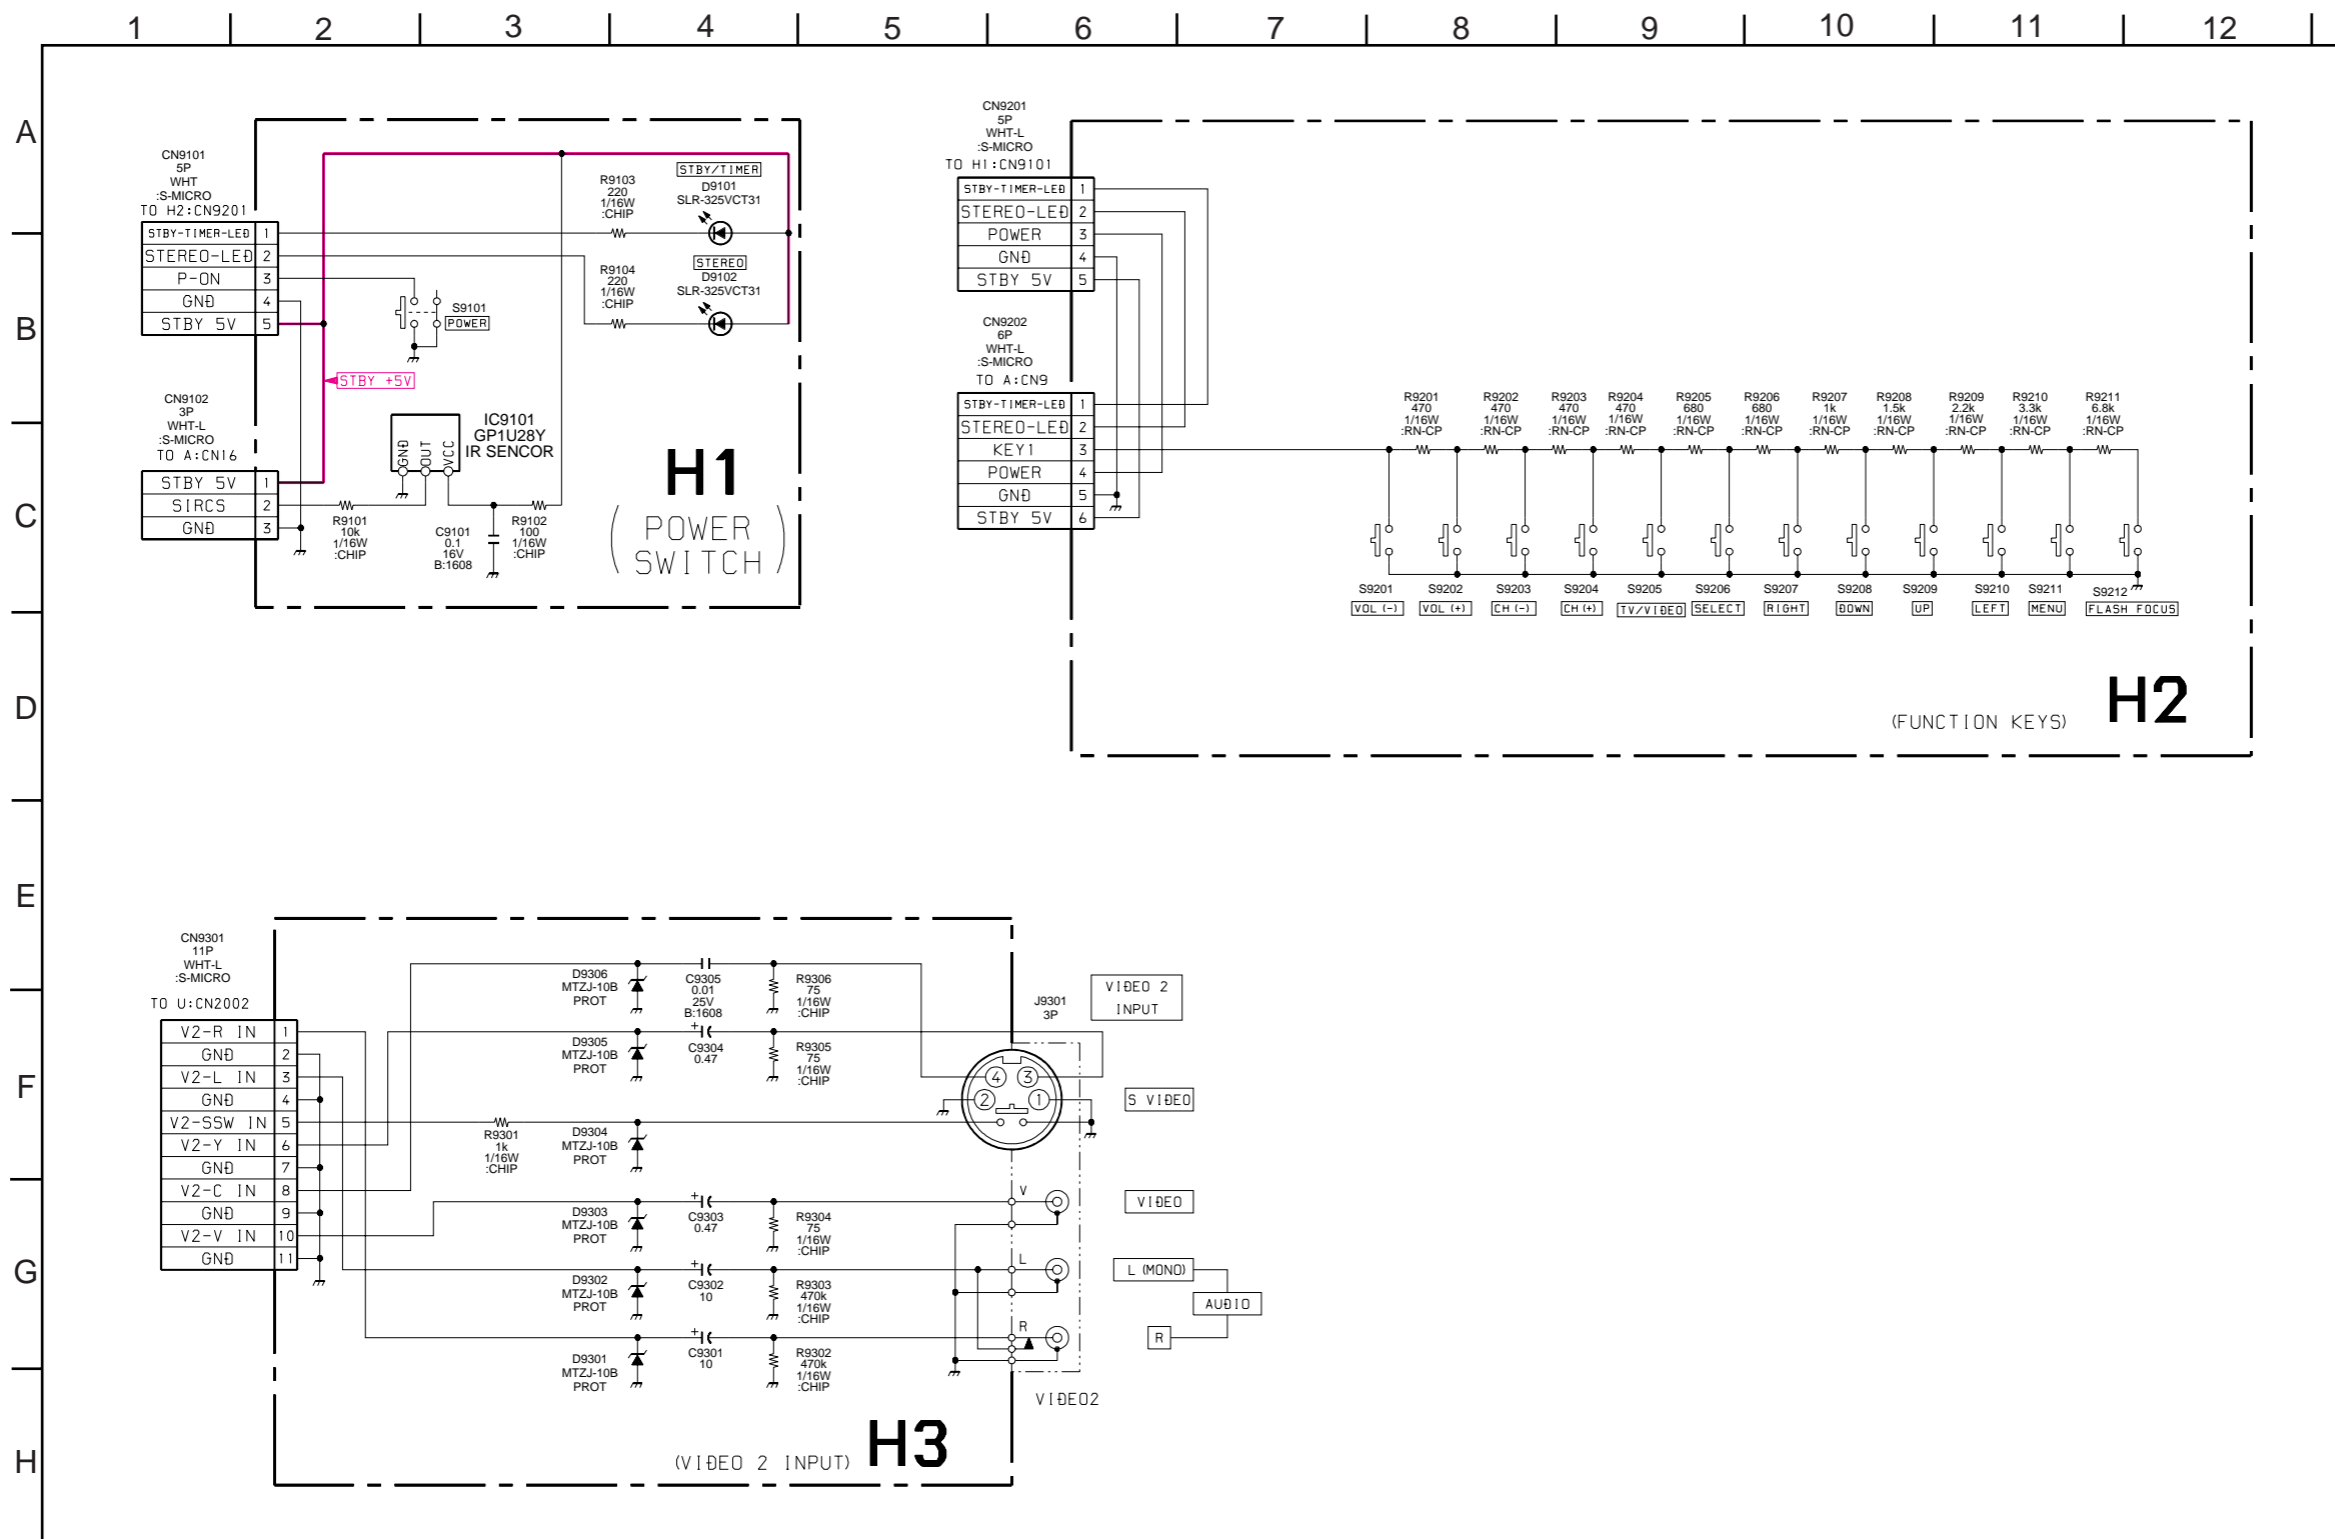 1 2 3 4 5 6 7 8 9 10 11 12
A
B
C
D
E
F
G
H
CN9101
5P
WHT
:S-MICRO
TO H2:CN9201
STBY-TIMER-LED 1
STEREO-LED 2
P-ON 3
GND 4
STBY 5V 5
CN9102
3P
WHT-L
:S-MICRO
TO A:CN16
STBY 5V 1
SIRCS 2
GND 3
R9103
220
1/16W
:CHIP
STBY/TIMER
D9101
SLR-325VCT31
R9104
220
1/16W
:CHIP
STEREO
D9102
SLR-325VCT31
S9101
POWER
STBY +5V
IC9101
GP1U28Y
IR SENCOR
GND
OUT
VCC
R9101
10k
1/16W
:CHIP
C9101
0.1
16V
B:1608
R9102
100
1/16W
:CHIP
H1
(POWER
SWITCH)
CN9201
5P
WHT-L
:S-MICRO
TO H1:CN9101
STBY-TIMER-LED 1
STEREO-LED 2
POWER 3
GND 4
STBY 5V 5
CN9202
6P
WHT-L
:S-MICRO
TO A:CN9
STBY-TIMER-LED 1
STEREO-LED 2
KEY1 3
POWER 4
GND 5
STBY 5V 6
R9201
470
1/16W
:RN-CP
R9202
470
1/16W
:RN-CP
R9203
470
1/16W
:RN-CP
R9204
470
1/16W
:RN-CP
R9205
680
1/16W
:RN-CP
R9206
680
1/16W
:RN-CP
R9207
1k
1/16W
:RN-CP
R9208
1.5k
1/16W
:RN-CP
R9209
2.2k
1/16W
:RN-CP
R9210
3.3k
1/16W
:RN-CP
R9211
6.8k
1/16W
:RN-CP
S9201
VOL (-)
S9202
VOL (+)
S9203
CH (-)
S9204
CH (+)
S9205
TV/VIDEO
S9206
SELECT
S9207
RIGHT
S9208
DOWN
S9209
UP
S9210
LEFT
S9211
MENU
S9212
FLASH FOCUS
(FUNCTION KEYS)
H2
CN9301
11P
WHT-L
:S-MICRO
TO U:CN2002
V2-R IN 1
GND 2
V2-L IN 3
GND 4
V2-SSW IN 5
V2-Y IN 6
GND 7
V2-C IN 8
GND 9
V2-V IN 10
GND 11
D9306
MTZJ-10B
PROT
C9305
0.01
25V
B:1608
R9306
75
1/16W
:CHIP
D9305
MTZJ-10B
PROT
+
C9304
0.47
R9305
75
1/16W
:CHIP
R9301
1k
1/16W
:CHIP
D9304
MTZJ-10B
PROT
D9303
MTZJ-10B
PROT
+
C9303
0.47
R9304
75
1/16W
:CHIP
D9302
MTZJ-10B
PROT
+
C9302
10
R9303
470k
1/16W
:CHIP
D9301
MTZJ-10B
PROT
+
C9301
10
R9302
470k
1/16W
:CHIP
J9301
3P
4 3
2 1
V
L
R
VIDEO 2
INPUT
S VIDEO
VIDEO
L (MONO)
AUDIO
R
VIDEO2
(VIDEO 2 INPUT)
H3